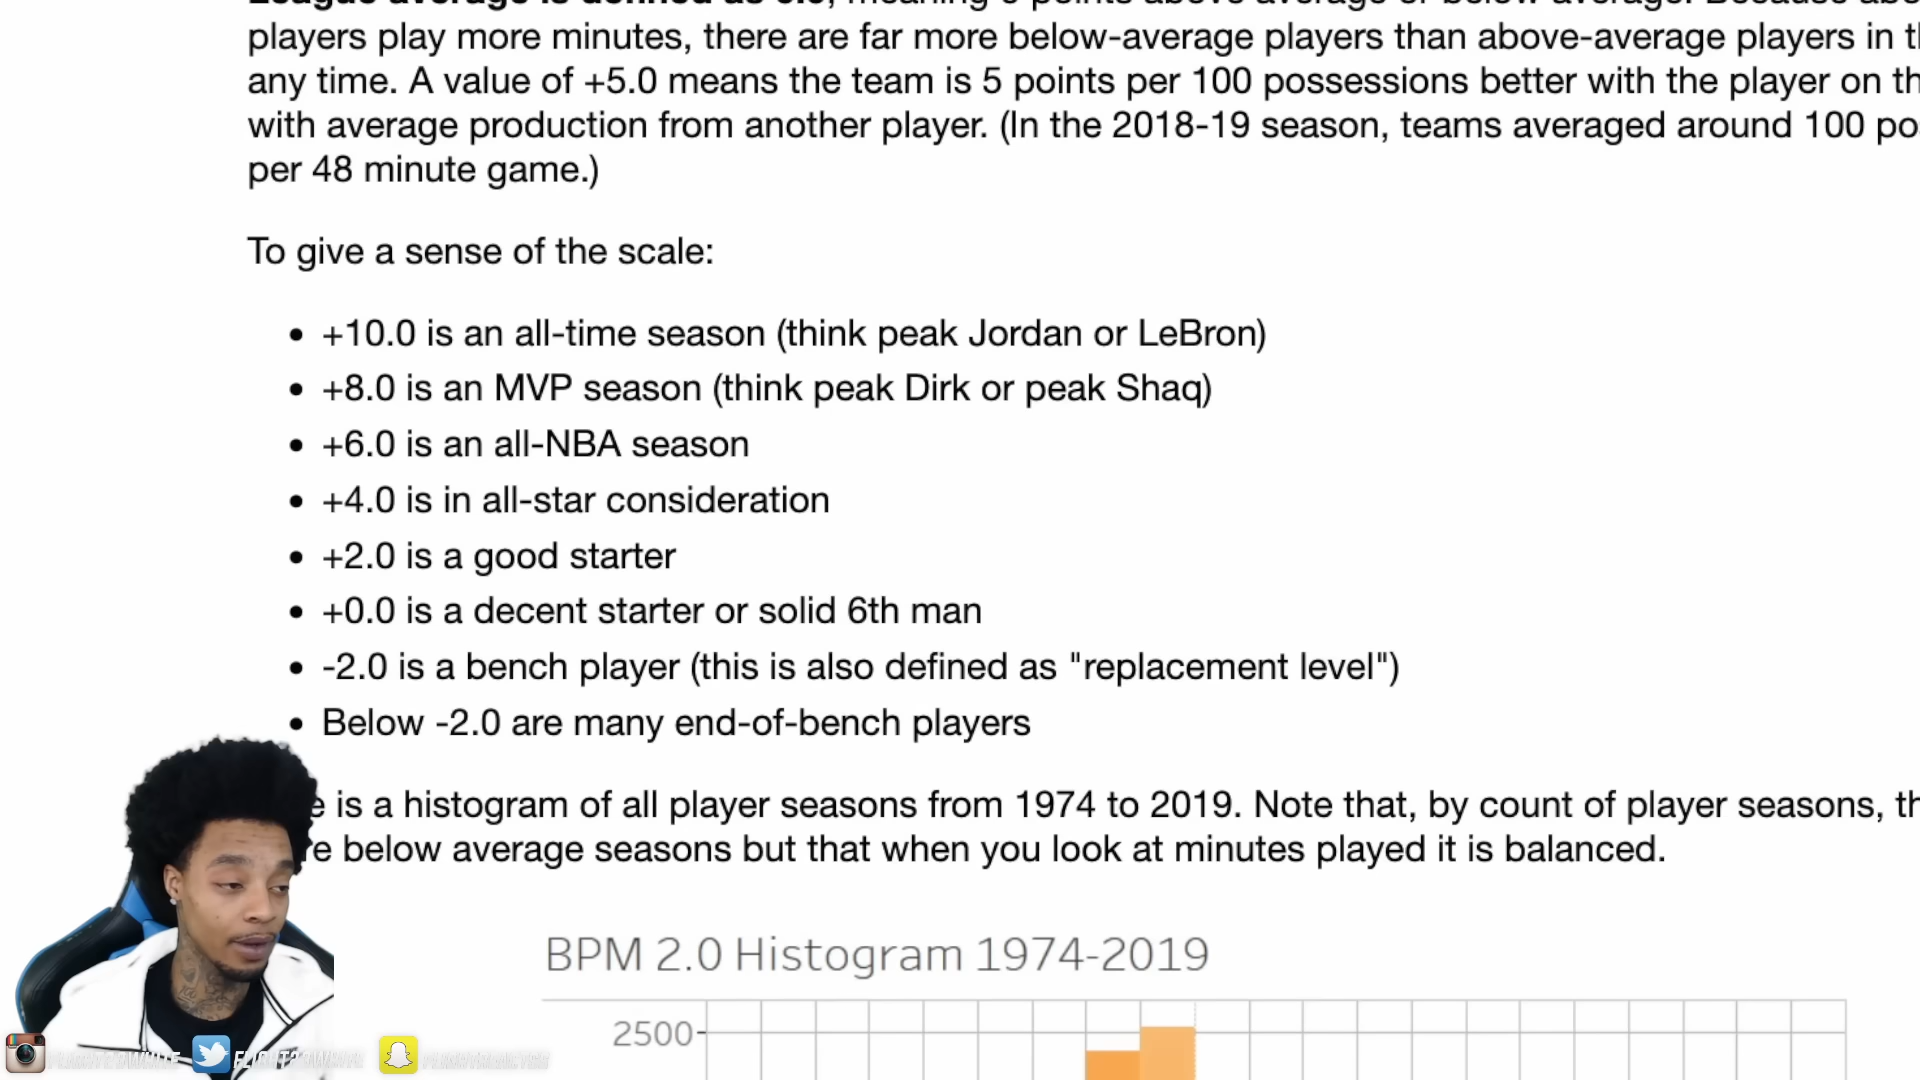 players play more minutes, there are far more below-average players than above-average players in
any time. A value of +5.0 means the team is 5 points per 100 possessions better with the player on
with average production from another player. (In the 2018-19 season, teams averaged around 100
per 48 minute game.)
To give a sense of the scale:
+10.0 is an all-time season (think peak Jordan or LeBron)
+8.0 is an MVP season (think peak Dirk or peak Shaq)
+6.0 is an all-NBA season
+4.0 is in all-star consideration
+2.0 is a good starter
+0.0 is a decent starter or solid 6th man
-2.0 is a bench player (this is also defined as "replacement level")
Below -2.0 are many end-of-bench players
is a histogram of all player seasons from 1974 to 2019. Note that, by count of player seasons,
below average seasons but that when you look at minutes played it is balanced.
BPM 2.0 Histogram 1974-2019
2500